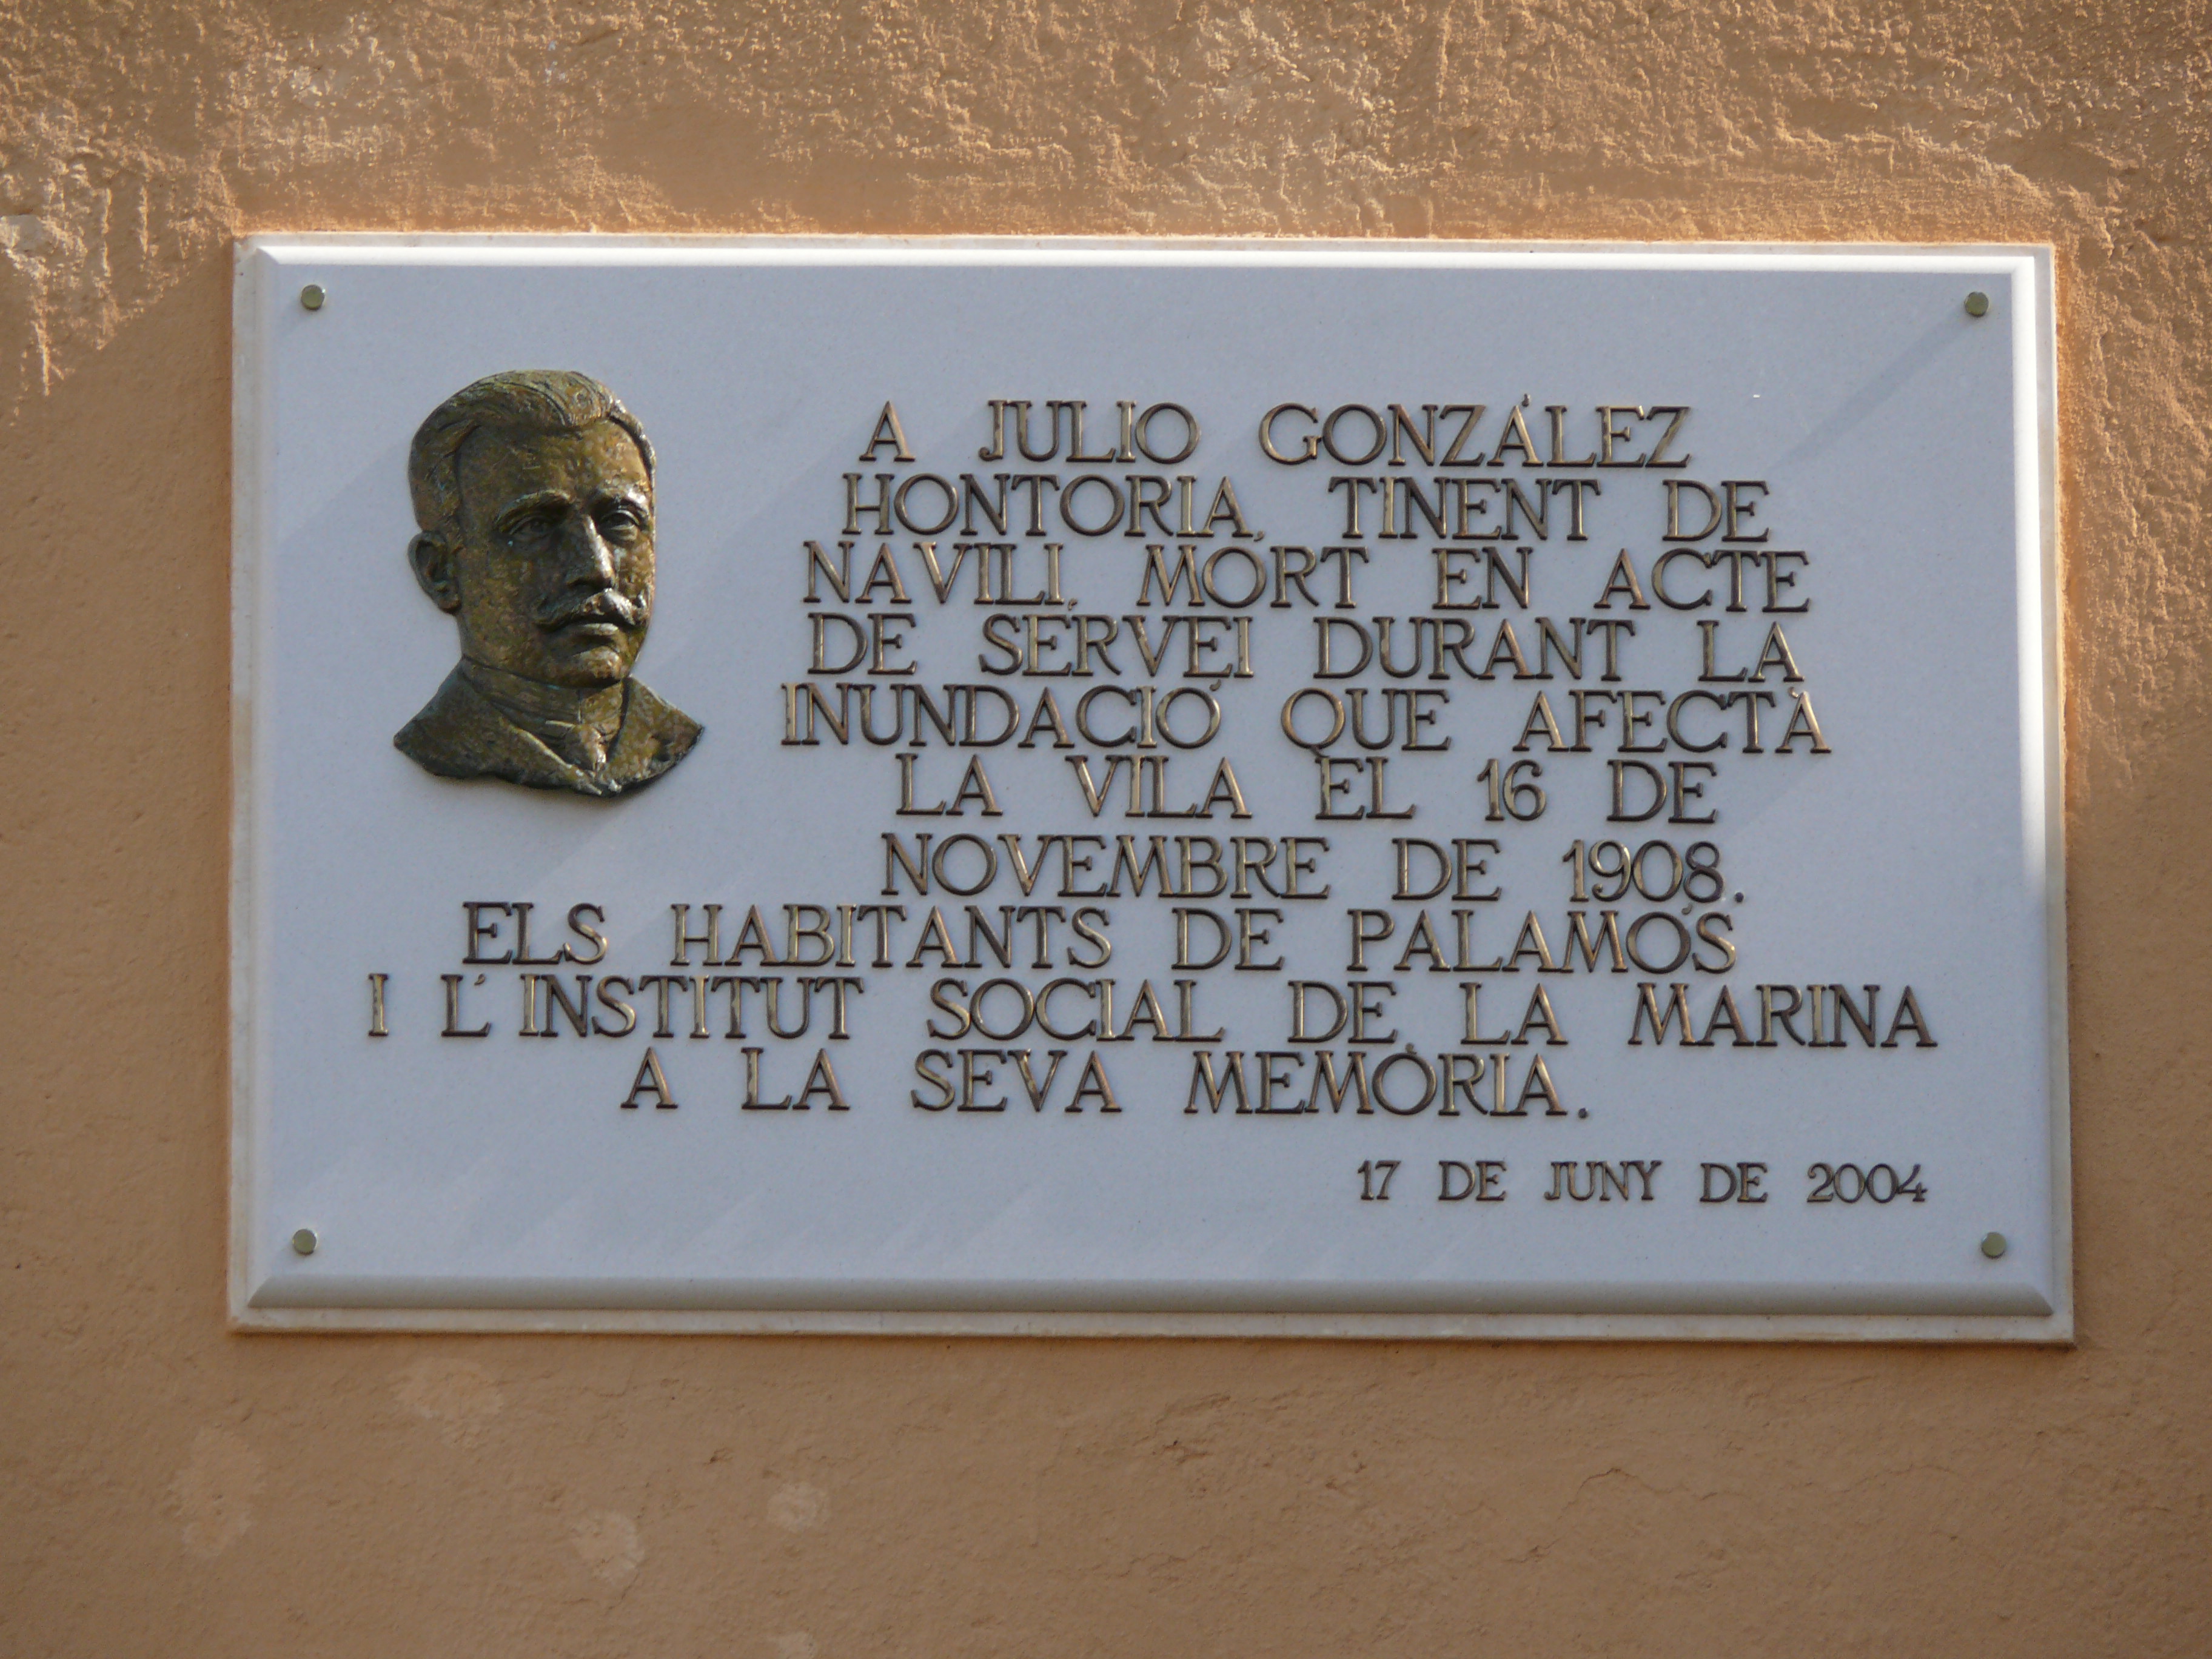 A JULIO GONZÁLEZ
HONTORIA, TINENT DE
NAVILI, MORT EN ACTE
DE SERVEI DURANT LA
INUNDACIÓ QUE AFECTÀ
LA VILA EL 16 DE
NOVEMBRE DE 1908.
ELS HABITANTS DE PALAMÓS
I L'INSTITUT SOCIAL DE LA MARINA
A LA SEVA MEMÒRIA.
17 DE JUNY DE 2004